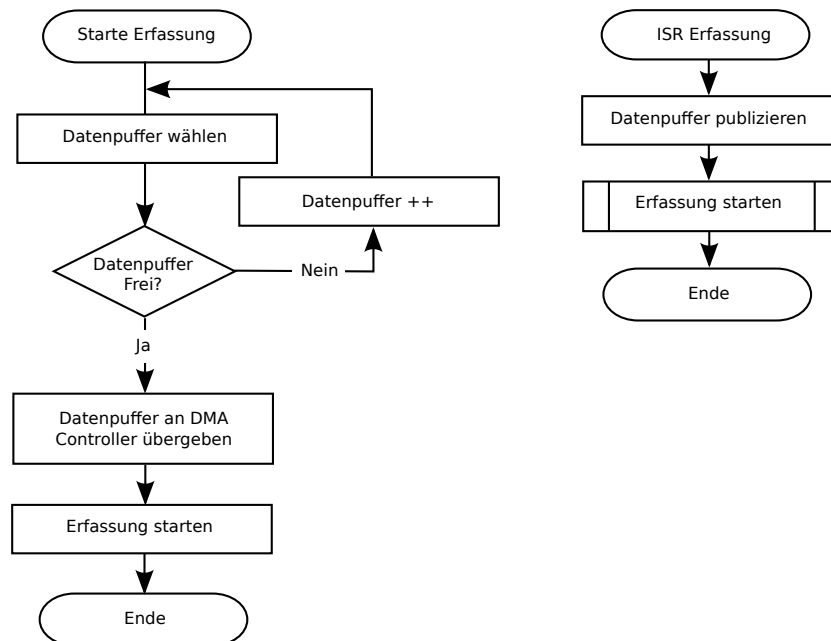 Starte Erfassung
Datenpuffer wählen
Datenpuffer ++
Datenpuffer
Frei?
Nein
Ja
Datenpuffer an DMA
Controller übergeben
Erfassung starten
Ende
ISR Erfassung
Datenpuffer publizieren
Erfassung starten
Ende